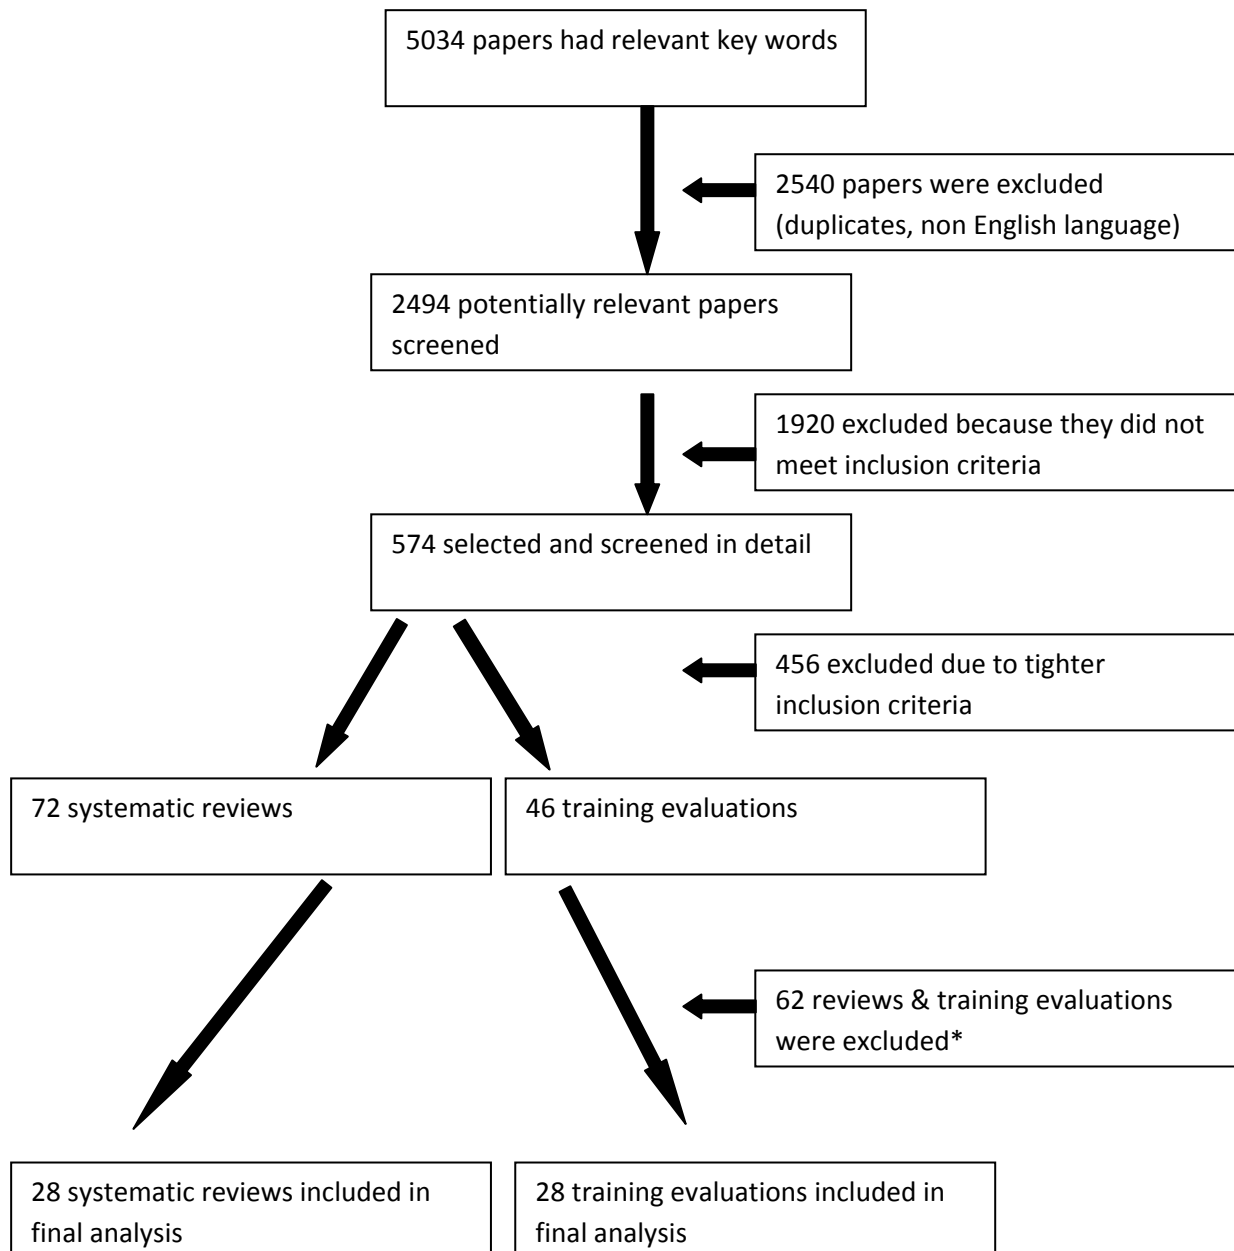 5034 papers had relevant key words
2540 papers were excluded
(duplicates, non English language)
2494 potentially relevant papers
screened
1920 excluded because they did not
meet inclusion criteria
574 selected and screened in detail
456 excluded due to tighter
inclusion criteria
72 systematic reviews
46 training evaluations
62 reviews & training evaluations
were excluded*
28 systematic reviews included in
final analysis
28 training evaluations included in
final analysis